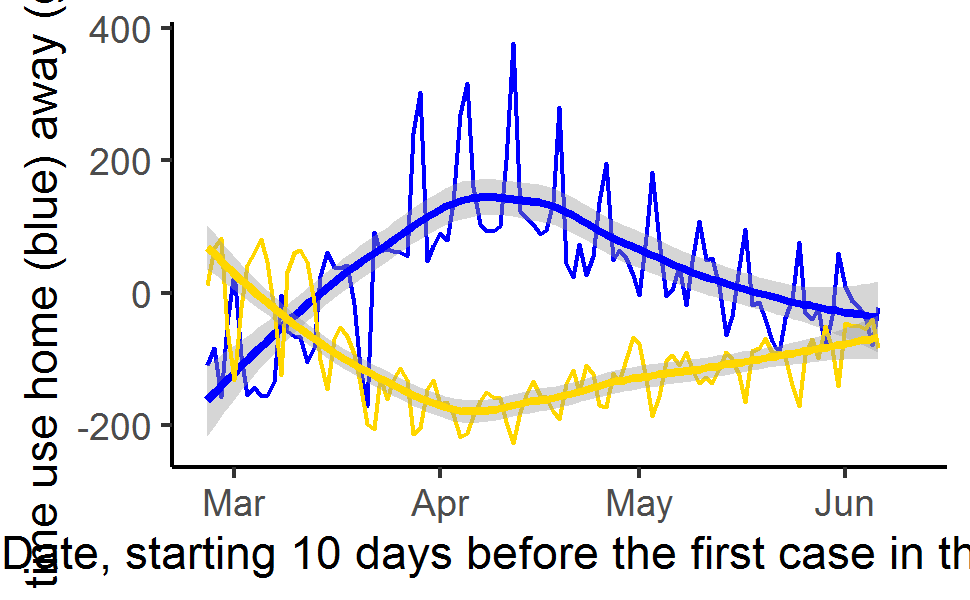 time use home (blue) away (
400
200
0
-200
Mar Apr May Jun
Date, starting 10 days before the first case in th